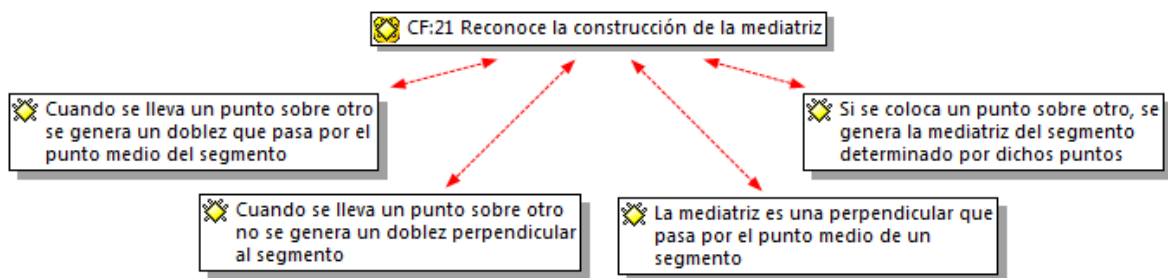 CF:21 Reconoce la construcción de la mediatriz
Cuando se lleva un punto sobre otro
se genera un doblez que pasa por el
punto medio del segmento
Si se coloca un punto sobre otro, se
genera la mediatriz del segmento
determinado por dichos puntos
Cuando se lleva un punto sobre otro
no se genera un doblez perpendicular
al segmento
La mediatriz es una perpendicular que
pasa por el punto medio de un
segmento